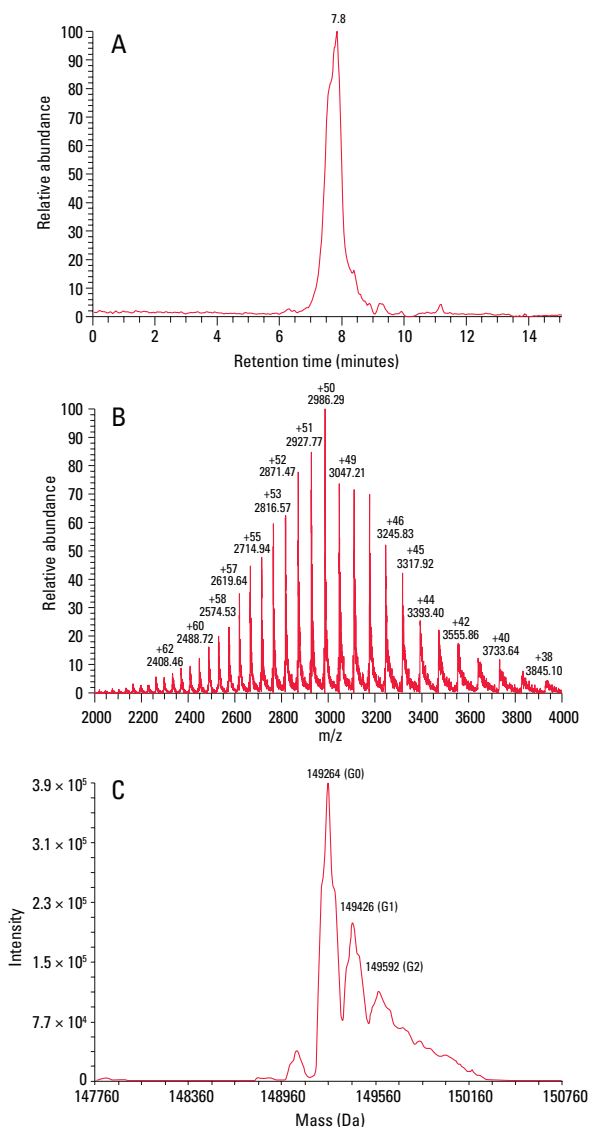 A
7.8
Relative abundance
100
90
80
70
60
50
40
30
20
10
0
0 2 4 6 8 10 12 14
Retention time (minutes)
B
Relative abundance
100
90
80
70
60
50
40
30
20
10
0
+50
2986.29
+51
2927.77
+52
2871.47
+49
3047.21
+53
2816.57
+55
2714.94
+46
3245.83
+57
2619.64
+45
3317.92
+58
2574.53
+44
3393.40
+60
2488.72
+42
3555.86
+62
2408.46
+40
3733.64
+38
3845.10
2000 2200 2400 2600 2800 3000 3200 3400 3600 3800 4000
m/z
C
Intensity
3.9 × 10⁵
3.1 × 10⁵
2.3 × 10⁵
1.5 × 10⁵
7.7 × 10⁴
0
149264 (G0)
149426 (G1)
149592 (G2)
147760 148360 148960 149560 150160 150760
Mass (Da)